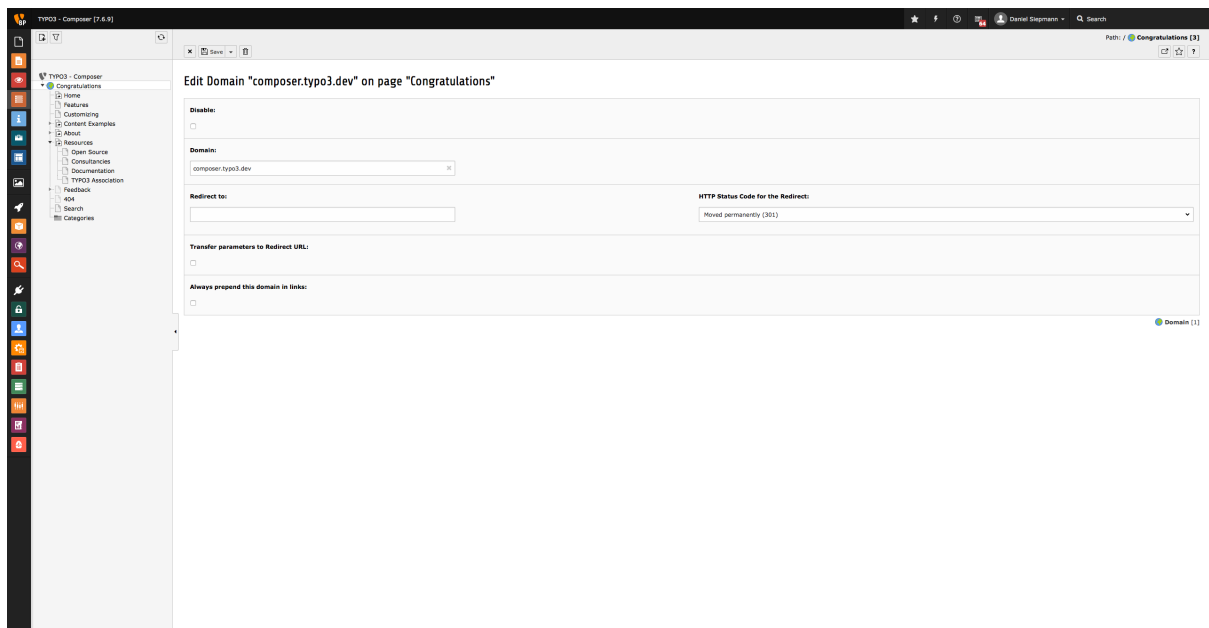 TYPO3 - Composer [7.6.9]
64
Daniel Siepmann
Search
Path: / Congratulations [3]
Save
TYPO3 - Composer
Congratulations
Home
Features
Customizing
Content Examples
About
Resources
Open Source
Consultancies
Documentation
TYPO3 Association
Feedback
404
Search
Categories
Edit Domain "composer.typo3.dev" on page "Congratulations"
Disable:
Domain:
composer.typo3.dev
Redirect to:
HTTP Status Code for the Redirect:
Moved permanently (301)
Transfer parameters to Redirect URL:
Always prepend this domain in links:
Domain [1]